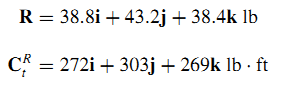 R = 38.8i + 43.2j + 38.4k lb
C_t^R = 272i + 303j + 269k lb · ft